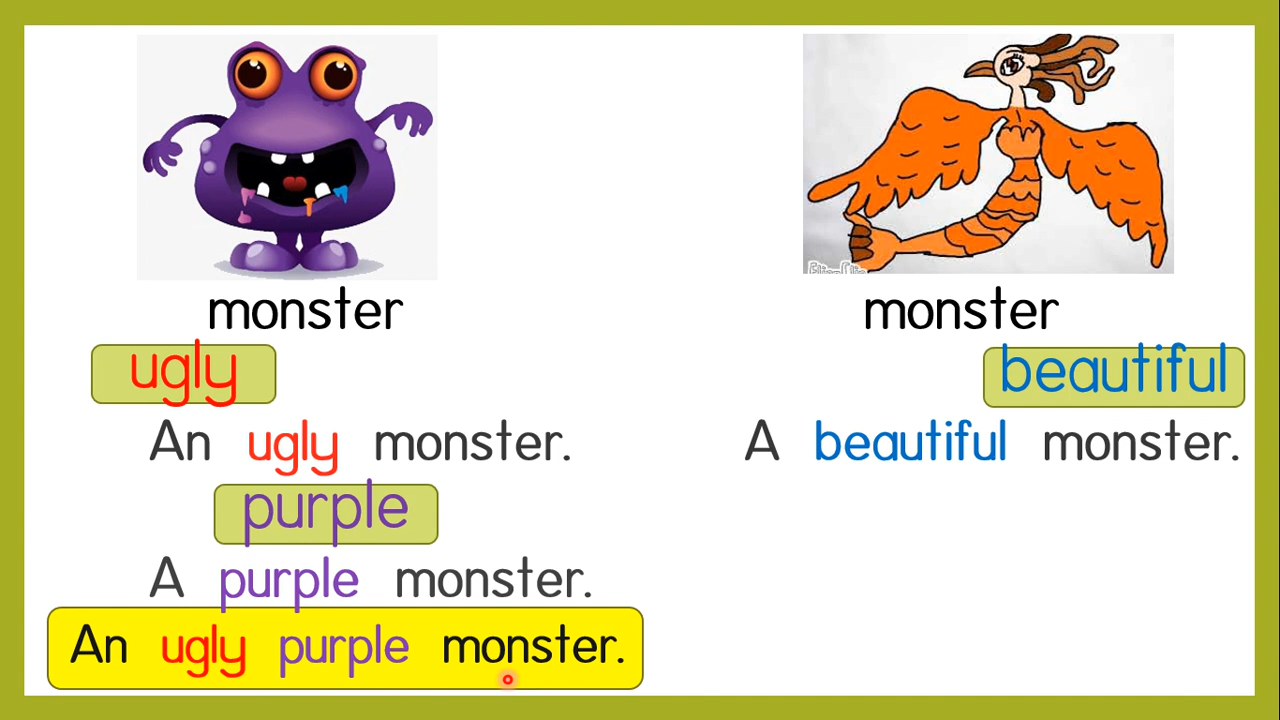 monster
ugly
An ugly monster.
purple
A purple monster.
An ugly purple monster.
monster
beautiful
A beautiful monster.